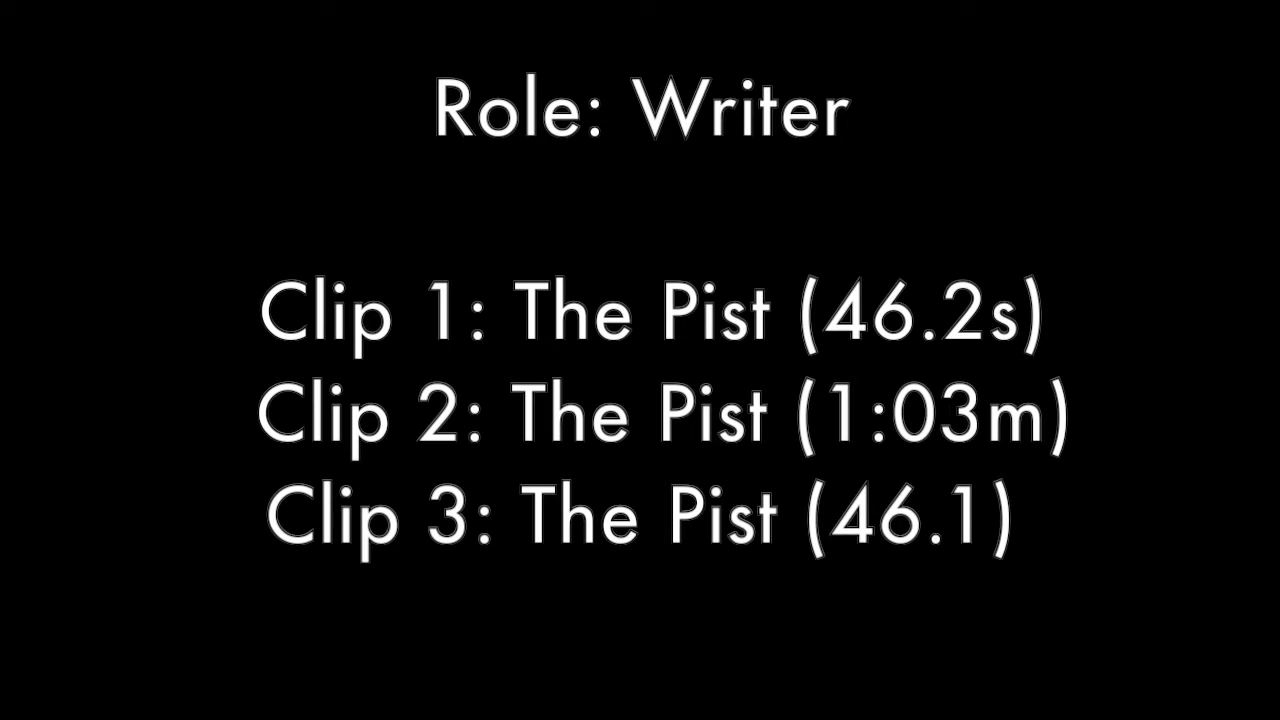 Role: Writer
Clip 1: The Pist (46.2s)
Clip 2: The Pist (1:03m)
Clip 3: The Pist (46.1)